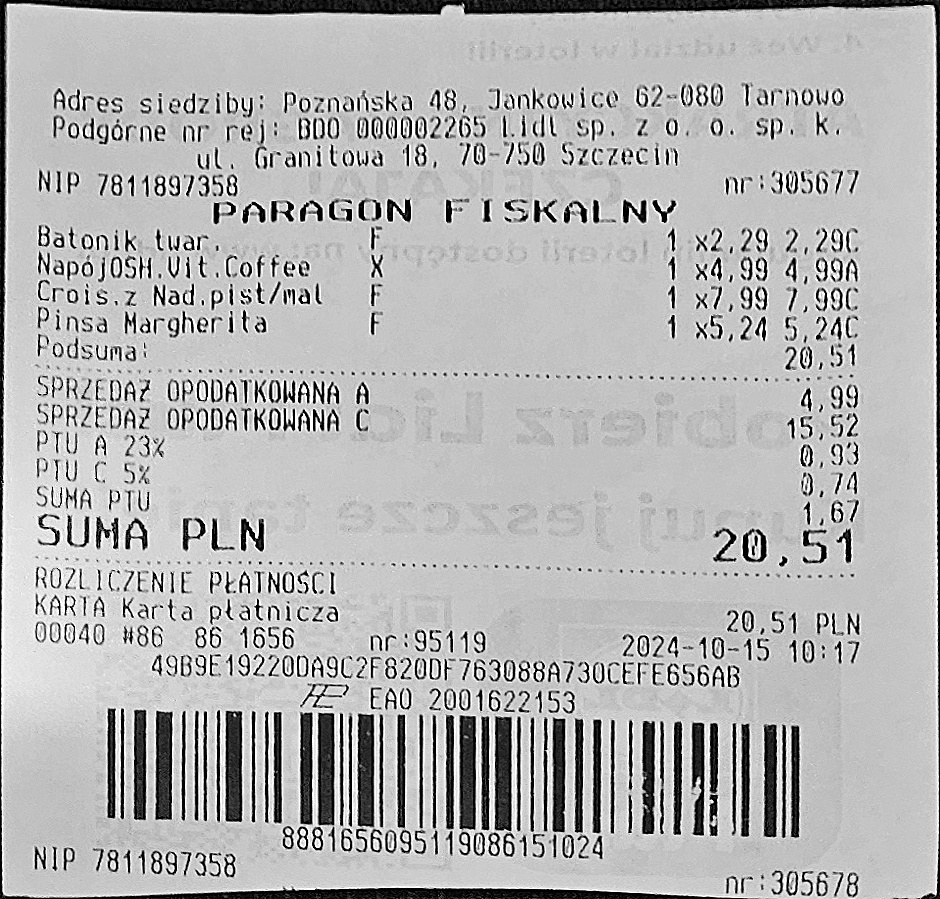 Adres siedziby: Poznańska 48, Jankowice 62-080 Tarnowo
Podgórne nr rej: BDO 000002265 Lidl sp. z o. o. sp. k.
ul. Granitowa 18, 70-750 Szczecin
NIP 7811897358 nr:305677
PARAGON FISKALNY
Batonik twar. F 1 x2,29 2,29C
NapójOSH.Vit.Coffee X 1 x4,99 4,99A
Crois.z Nad.pist/mal F 1 x7,99 7,99C
Pinsa Margherita F 1 x5,24 5,24C
Podsuma: 20,51
SPRZEDAŻ OPODATKOWANA A 4,99
SPRZEDAŻ OPODATKOWANA C 15,52
PTU A 23% 0,93
PTU C 5% 0,74
SUMA PTU 1,67
SUMA PLN 20,51
ROZLICZENIE PŁATNOŚCI
KARTA Karta płatnicza 20,51 PLN
00040 #86 86 1656 nr:95119 2024-10-15 10:17
49B9E19220DA9C2F820DF763088A730CEFE656AB
EAO 2001622153
8881656095119086151024
NIP 7811897358 nr:305678